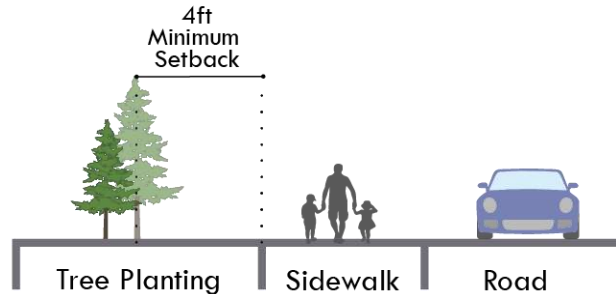 4ft
Minimum
Setback
Tree Planting
Sidewalk
Road